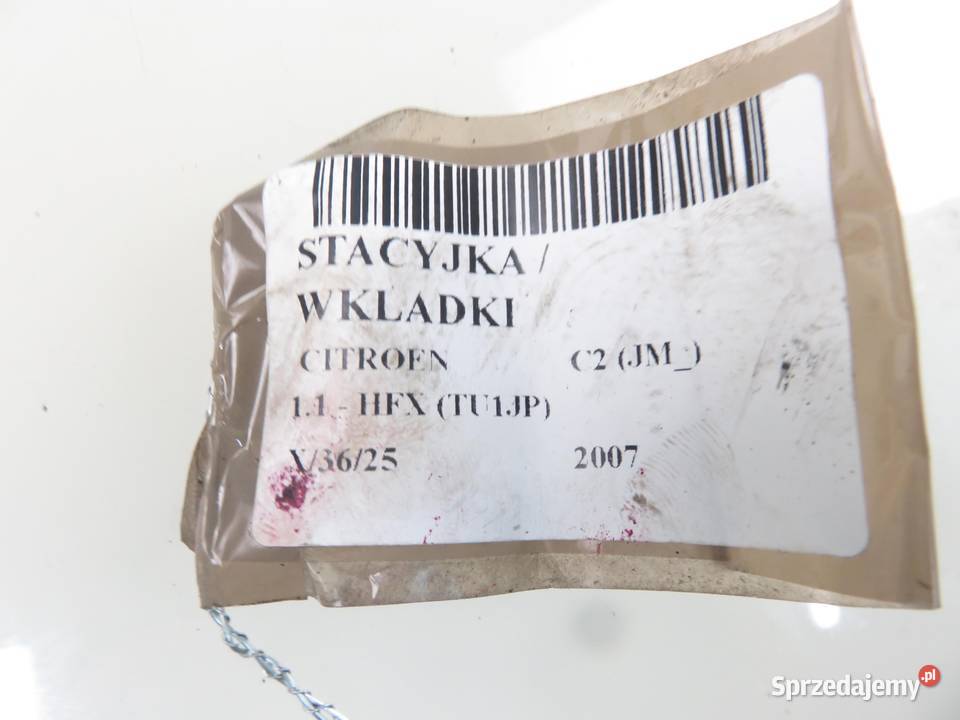 STACYJKA /
WKLADKI
CITROEN C2 (JM_)
1.1 - HFX (TU1JP)
V/36/25 2007
Sprzedajemy.pl